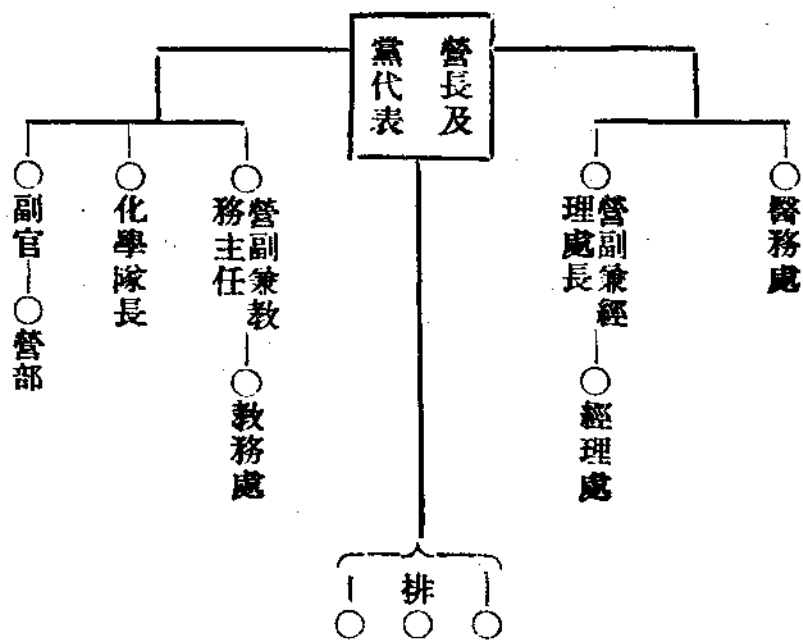 營長及
黨代表
醫務處
營副兼經
理處長
經理處
營副兼教
務主任
教務處
化學隊長
副官
營部
排